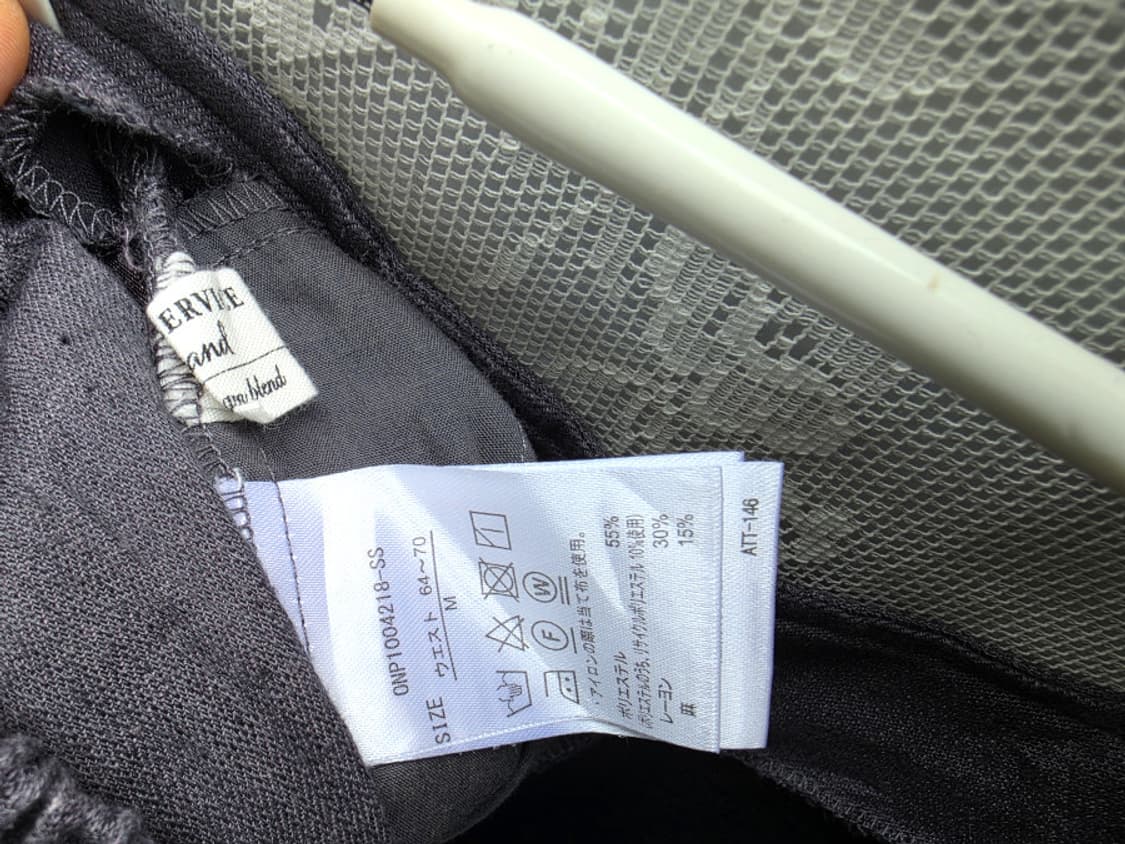 ERVI E
and
blend
ONP1004218-SS
SIZE ウエスト 64～70
M
W
F
・アイロンの際は当て布を使用。
ポリエステル 55%
(ポリエステルのうち、リサイクルポリエステル 10%使用)
レーヨン 30%
麻 15%
ATT-146